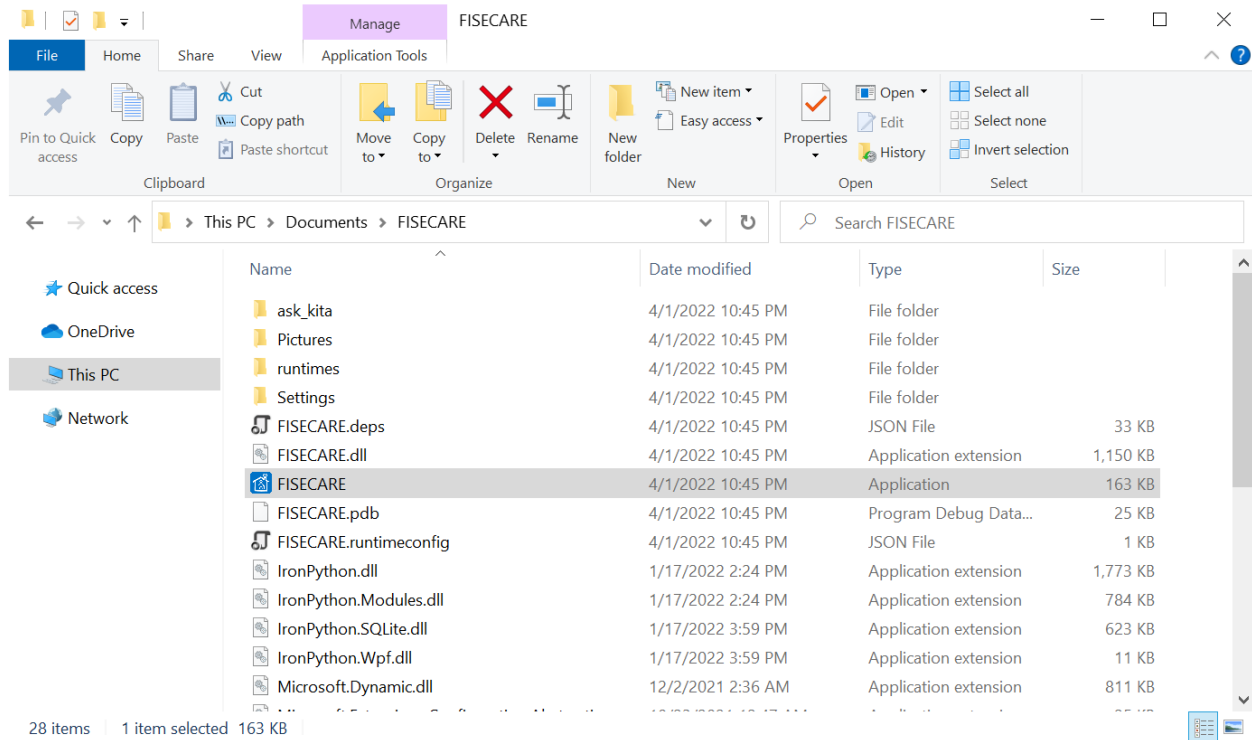 Manage FISECARE
File Home Share View Application Tools
Pin to Quick access
Copy
Paste
Cut
Copy path
Paste shortcut
Clipboard
Move to
Copy to
Delete
Rename
Organize
New folder
New item
Easy access
New
Properties
Open
Edit
History
Open
Select all
Select none
Invert selection
Select
This PC > Documents > FISECARE
Search FISECARE
Quick access
OneDrive
This PC
Network
Name Date modified Type Size
ask_kita 4/1/2022 10:45 PM File folder
Pictures 4/1/2022 10:45 PM File folder
runtimes 4/1/2022 10:45 PM File folder
Settings 4/1/2022 10:45 PM File folder
FISECARE.deps 4/1/2022 10:45 PM JSON File 33 KB
FISECARE.dll 4/1/2022 10:45 PM Application extension 1,150 KB
FISECARE 4/1/2022 10:45 PM Application 163 KB
FISECARE.pdb 4/1/2022 10:45 PM Program Debug Data... 25 KB
FISECARE.runtimeconfig 4/1/2022 10:45 PM JSON File 1 KB
IronPython.dll 1/17/2022 2:24 PM Application extension 1,773 KB
IronPython.Modules.dll 1/17/2022 2:24 PM Application extension 784 KB
IronPython.SQLite.dll 1/17/2022 3:59 PM Application extension 623 KB
IronPython.Wpf.dll 1/17/2022 3:59 PM Application extension 11 KB
Microsoft.Dynamic.dll 12/2/2021 2:36 AM Application extension 811 KB
28 items 1 item selected 163 KB